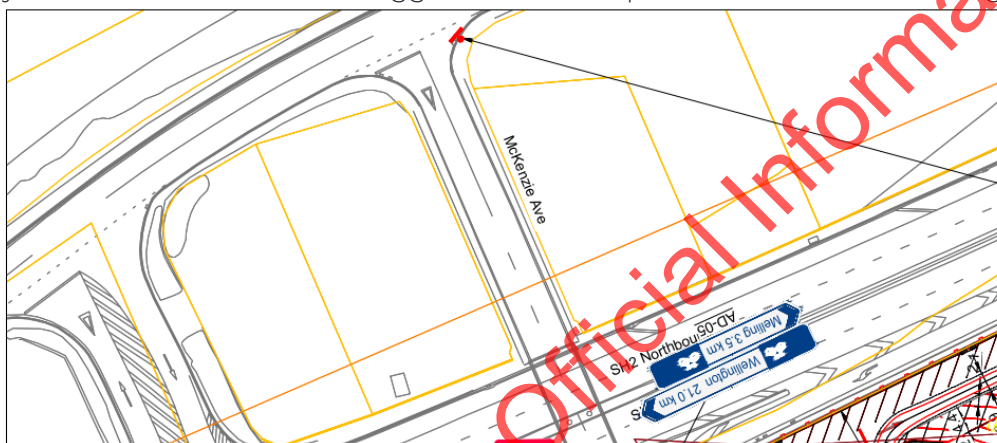 McKenzie Ave
Official Informa
SH2 Northbou
AD-05
Melling 3.5 km
Wellington 21.0 km
S